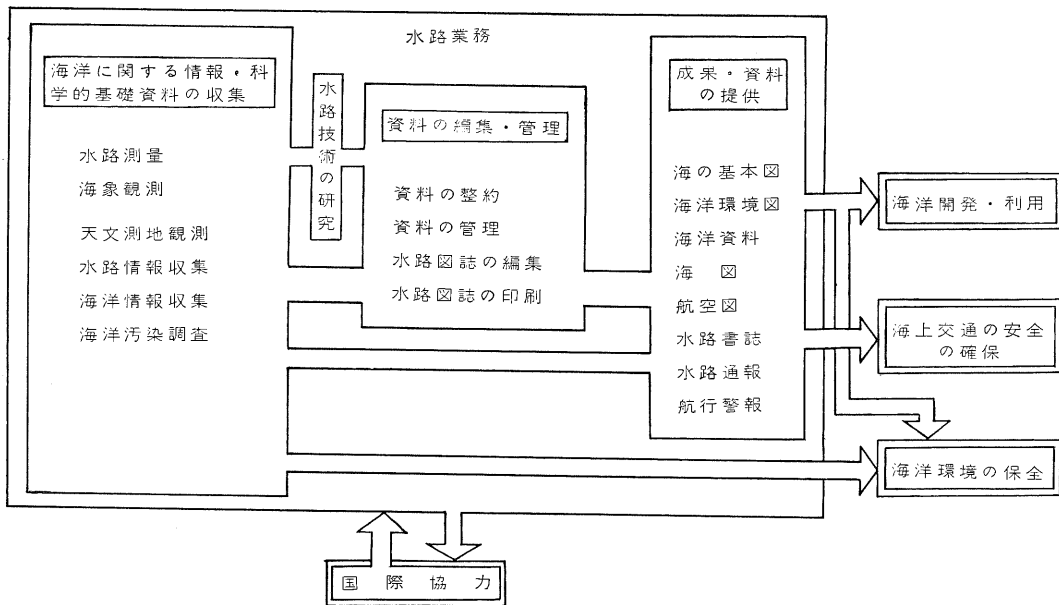 水路業務
海洋に関する情報・科
学的基礎資料の収集
水路測量
海象観測
天文測地観測
水路情報収集
海洋情報収集
海洋汚染調査
水路技術の研究
資料の編集・管理
資料の整約
資料の管理
水路図誌の編集
水路図誌の印刷
成果・資料
の提供
海の基本図
海洋環境図
海洋資料
海図
航空図
水路書誌
水路通報
航行警報
海洋開発・利用
海上交通の安全
の確保
海洋環境の保全
国際協力